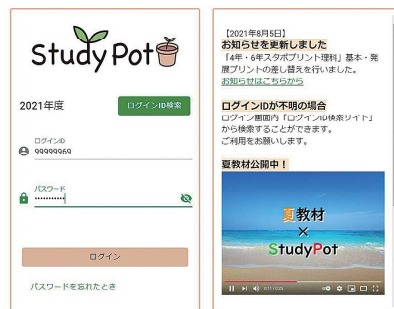 StudyPot
2021年度
ログインID検索
ログインID
99999969
パスワード
ログイン
パスワードを忘れたとき
【2021年8月5日】
お知らせを更新しました
「4年・6年スタポプリント理科」基本・発
展プリントの差し替えを行いました。
お知らせはこちらから
ログインIDが不明の場合
ログイン画面内「ログインID検索サイト」
から検索することができます。
ご利用をお願いします。
夏教材公開中！
夏教材
×
StudyPot